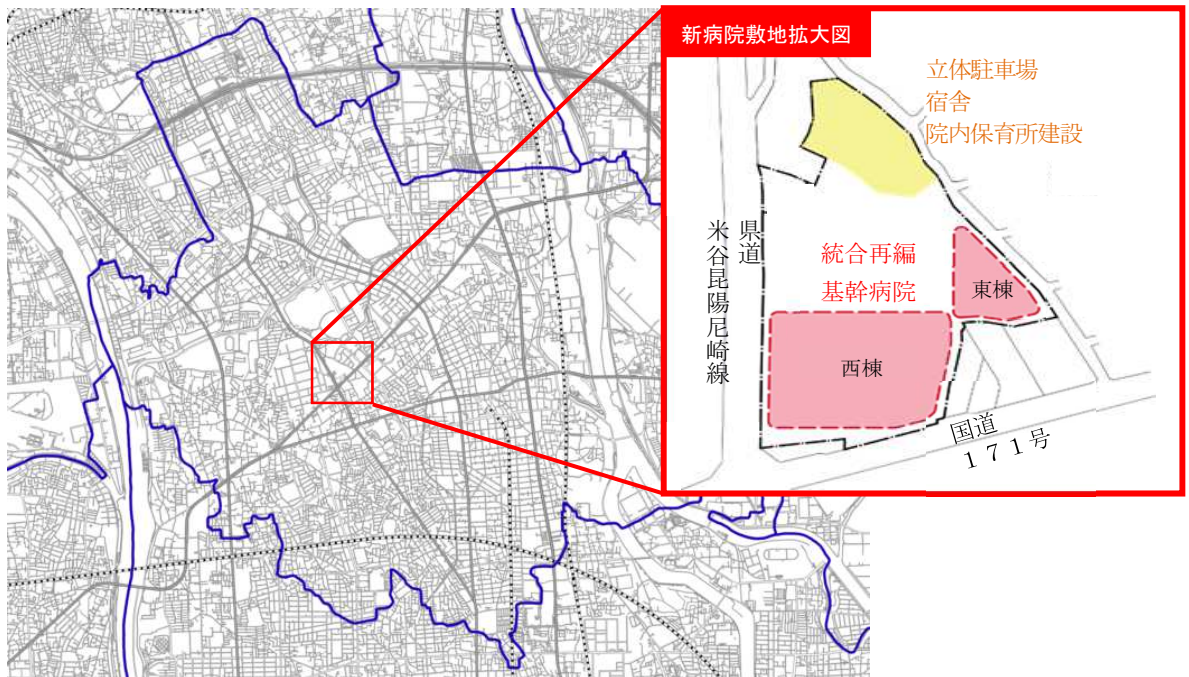 新病院敷地拡大図
立体駐車場
宿舎
院内保育所建設
県道
米谷昆陽尼崎線
統合再編
基幹病院
東棟
西棟
国道
１７１号